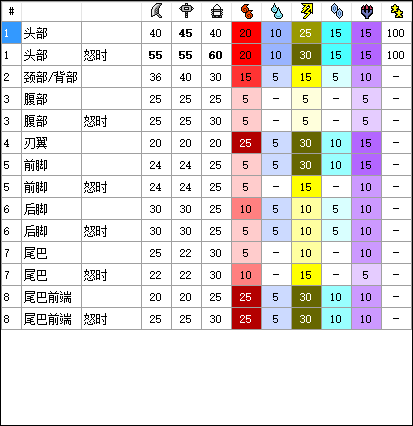 #
1 头部 40 45 40 20 10 25 15 15 100
1 头部 怒时 55 55 60 20 10 30 15 15 100
2 颈部/背部 36 40 30 15 5 15 5 10 –
3 腹部 25 25 25 5 – 5 – 5 –
3 腹部 怒时 25 25 30 5 – 5 – 5 –
4 刃翼 20 20 20 25 5 30 10 15 –
5 前脚 24 24 25 5 5 30 10 15 –
5 前脚 怒时 24 24 25 5 – 15 – 10 –
6 后脚 30 30 25 10 5 10 5 10 –
6 后脚 怒时 30 30 25 5 5 10 5 10 –
7 尾巴 25 22 30 5 – 10 – 10 –
7 尾巴 怒时 22 22 30 10 – 15 – 5 –
8 尾巴前端 20 20 25 25 5 30 10 10 –
8 尾巴前端 怒时 25 25 30 25 5 30 10 10 –